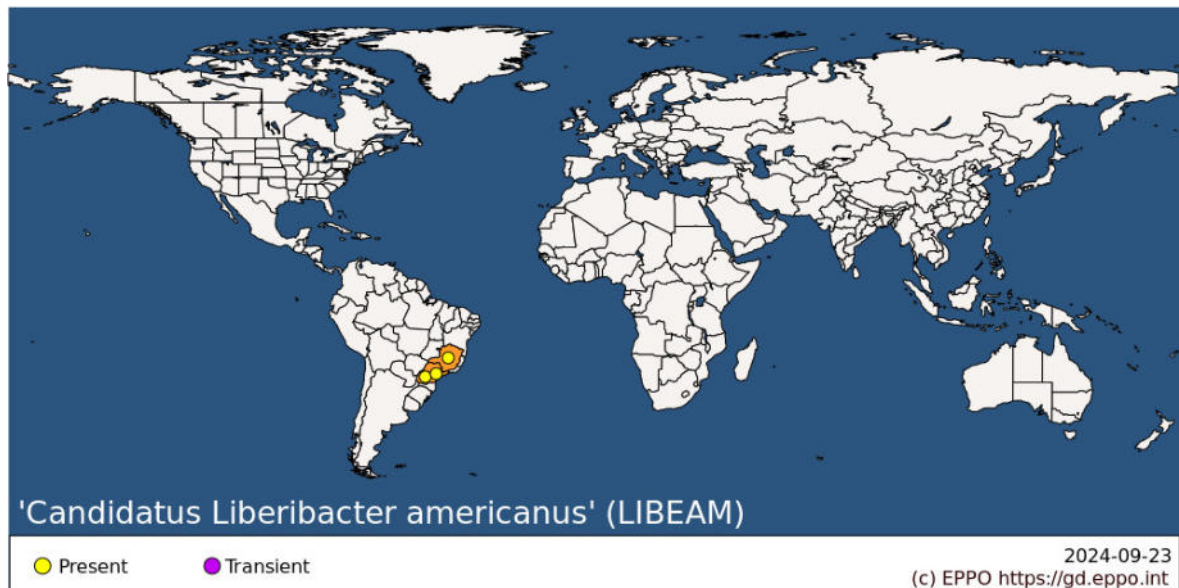 'Candidatus Liberibacter americanus' (LIBEAM)
Present
Transient
2024-09-23
(c) EPPO https://gd.eppo.int